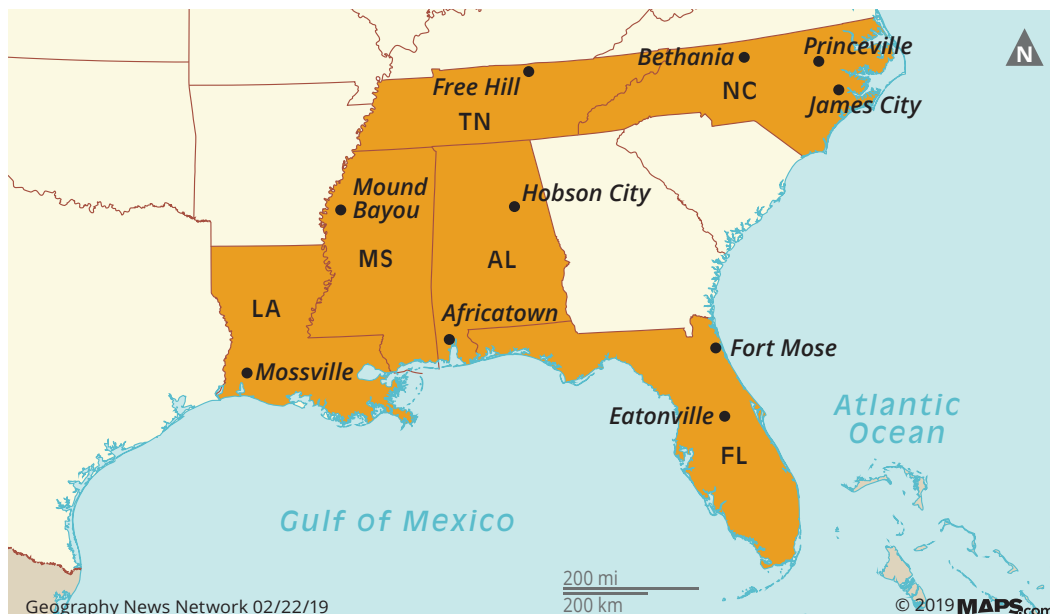 N
Princeville
Bethania
NC
James City
Free Hill
TN
Mound
Bayou
Hobson City
MS
AL
LA
Africatown
Fort Mose
Mossville
Eatonville
FL
Atlantic
Ocean
Gulf of Mexico
200 mi
200 km
Geography News Network 02/22/19
© 2019 MAPS.com